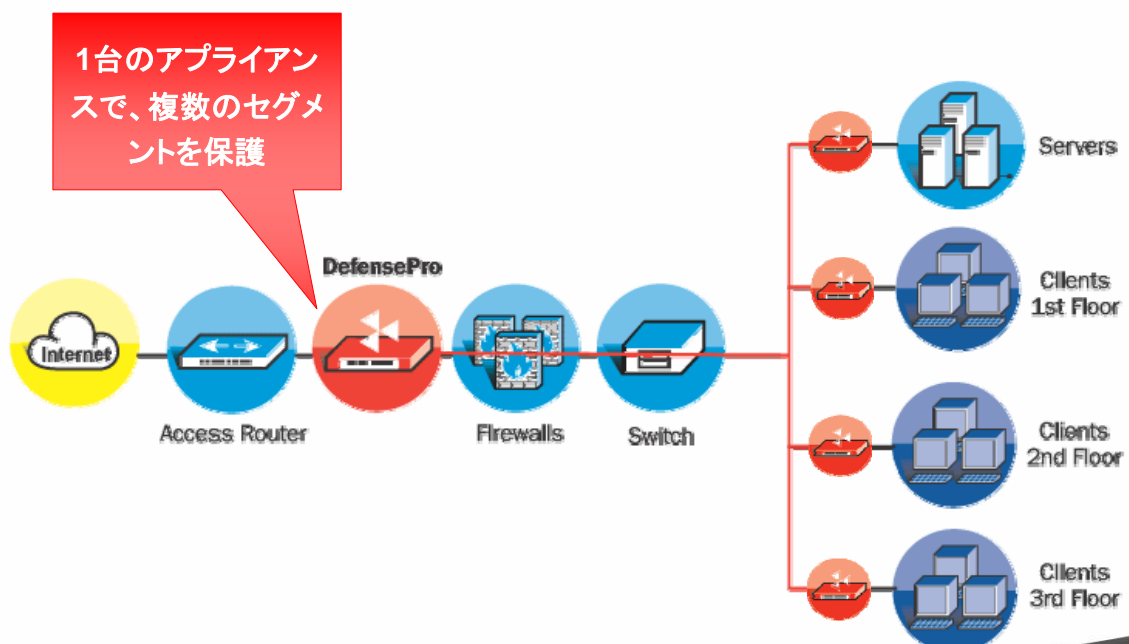 1台のアプライアン
スで、複数のセグメ
ントを保護
DefensePro
Internet
Access Router
Firewalls
Switch
Servers
Clients
1st Floor
Clients
2nd Floor
Clients
3rd Floor